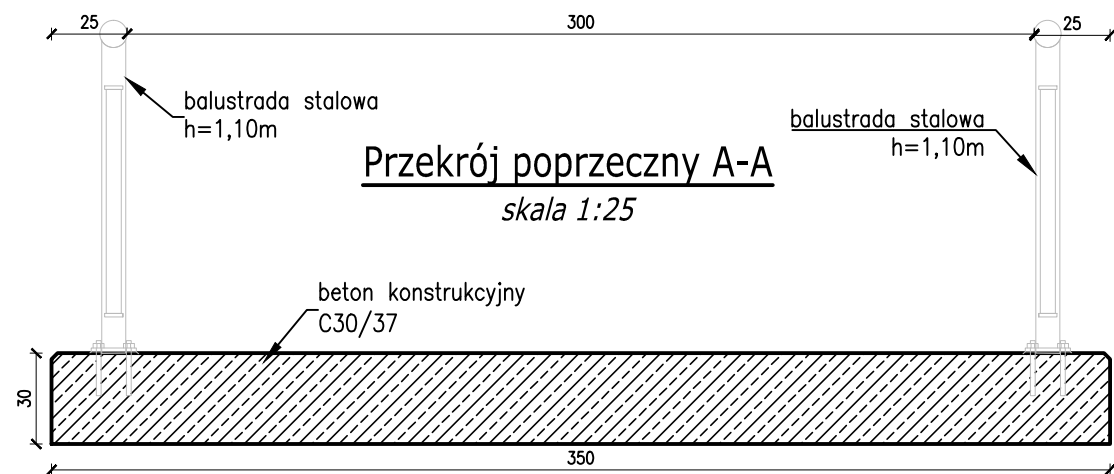 25
300
25
balustrada stalowa
h=1,10m
balustrada stalowa
h=1,10m
Przekrój poprzeczny A-A
skala 1:25
beton konstrukcyjny
C30/37
30
350